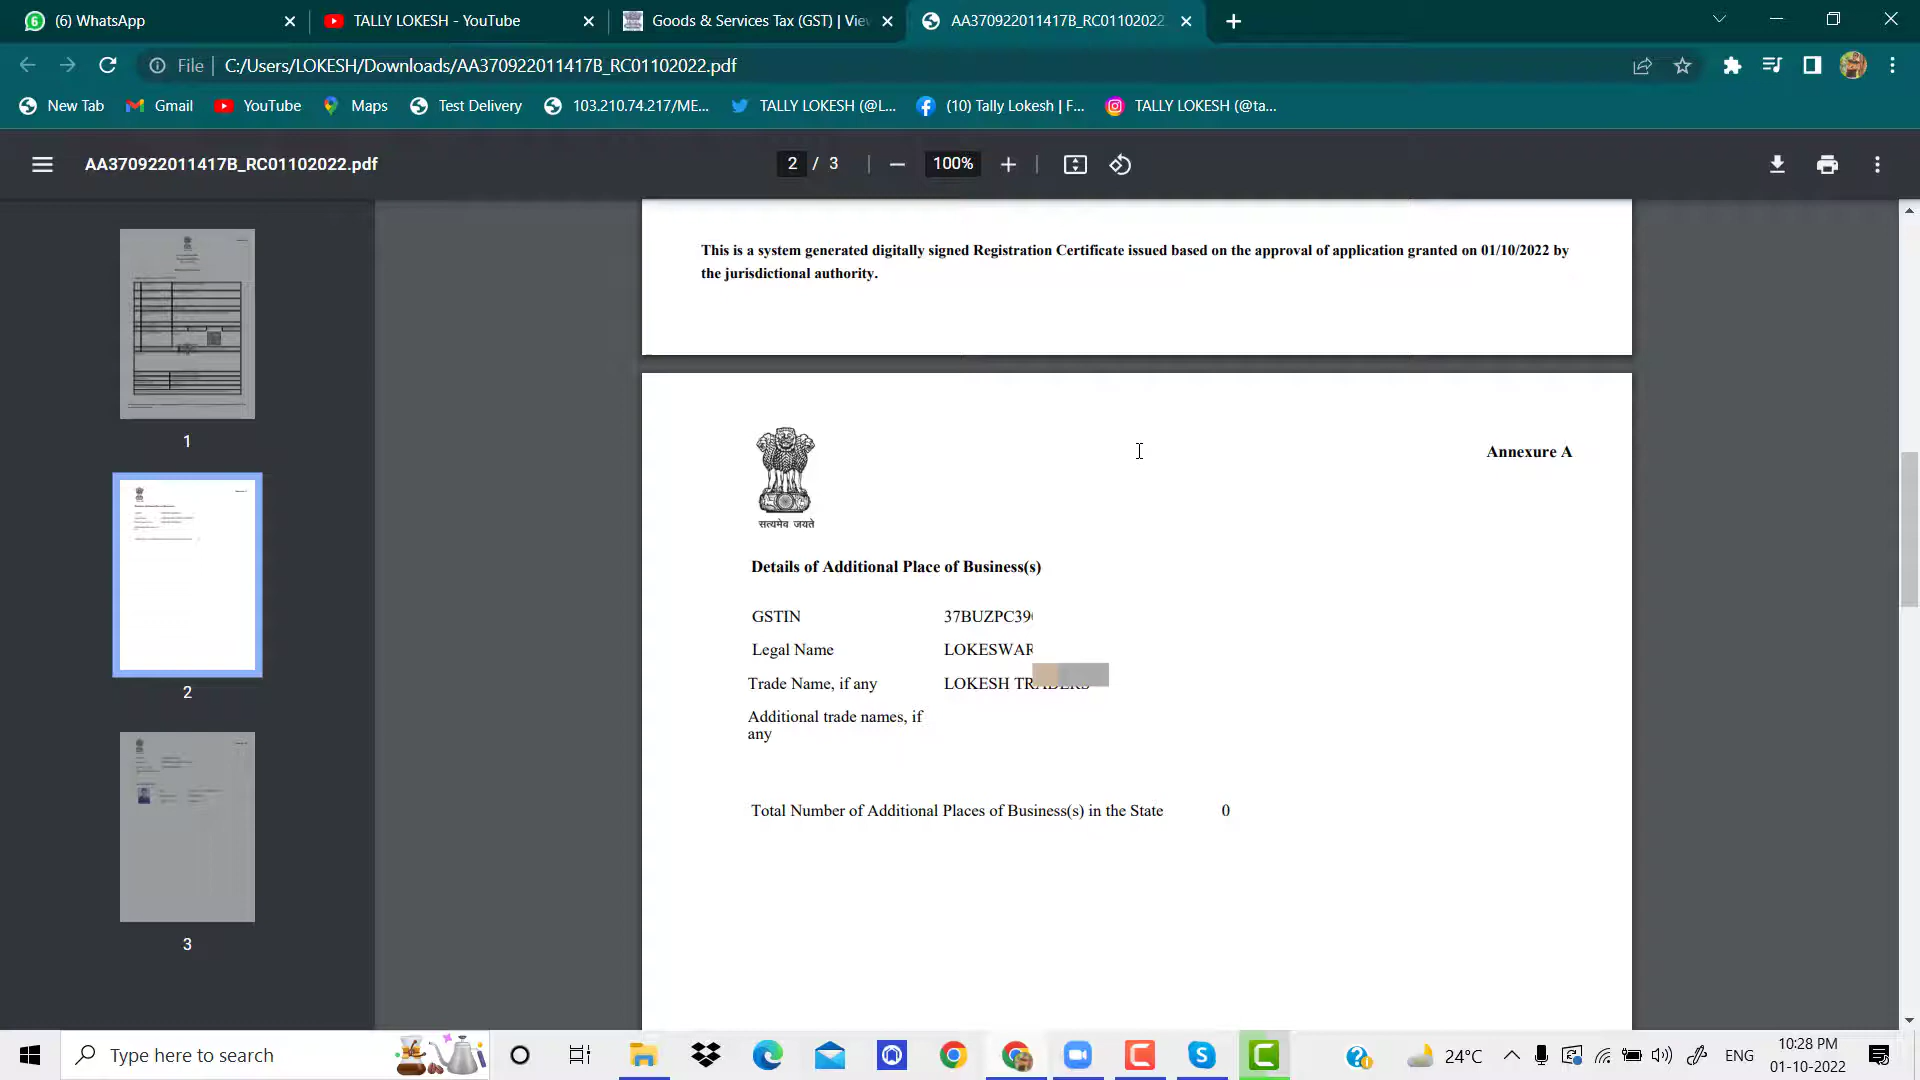 (6) WhatsApp
TALLY LOKESH - YouTube
Goods & Services Tax (GST) | Vie
AA370922011417B_RC01102022
File
C:/Users/LOKESH/Downloads/AA370922011417B_RC01102022.pdf
New Tab
Gmail
YouTube
Maps
Test Delivery
103.210.74.217/ME...
TALLY LOKESH (@L...
(10) Tally Lokesh | F...
TALLY LOKESH (@ta...
AA370922011417B_RC01102022.pdf
2 / 3
100%
This is a system generated digitally signed Registration Certificate issued based on the approval of application granted on 01/10/2022 by
the jurisdictional authority.
Annexure A
सत्यमेव जयते
Details of Additional Place of Business(s)
GSTIN 37BUZPC39
Legal Name LOKESWAR
Trade Name, if any LOKESH TRADERS
Additional trade names, if
any
Total Number of Additional Places of Business(s) in the State 0
1
2
3
Type here to search
24°C
ENG
10:28 PM
01-10-2022